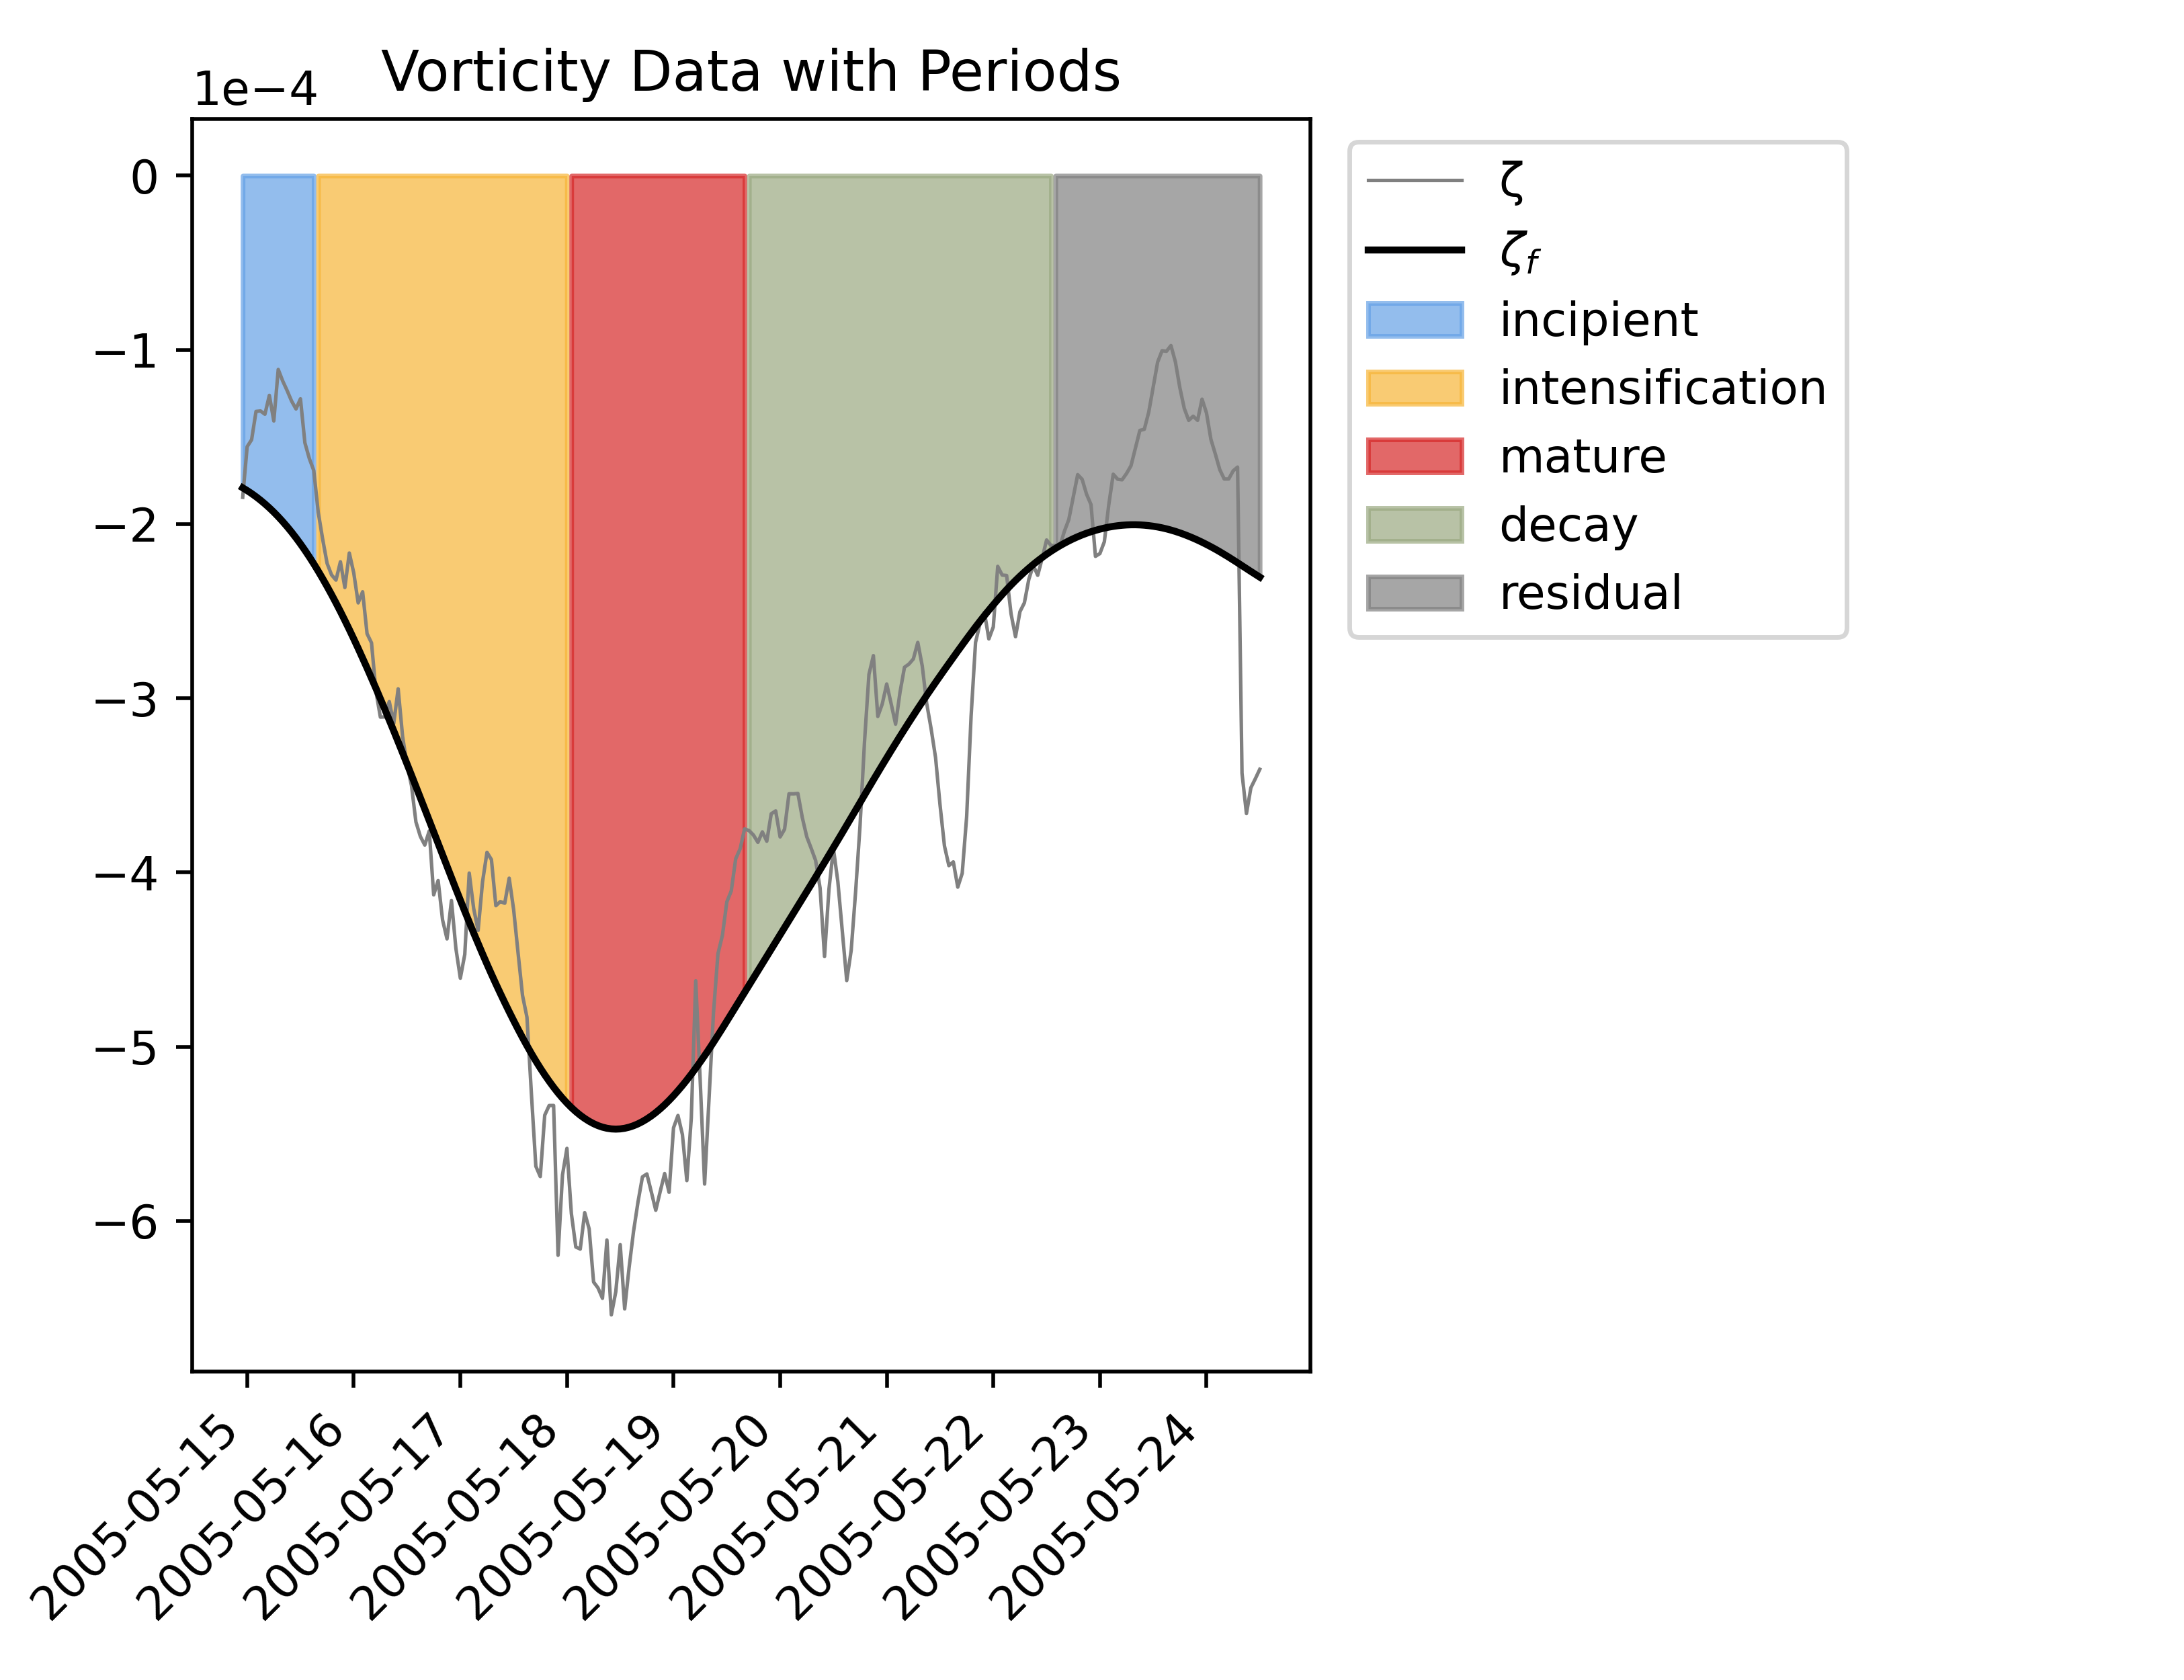 Vorticity Data with Periods
1e−4
0
−1
−2
−3
−4
−5
−6
2005-05-15
2005-05-16
2005-05-17
2005-05-18
2005-05-19
2005-05-20
2005-05-21
2005-05-22
2005-05-23
2005-05-24
ζ
ζf
incipient
intensification
mature
decay
residual